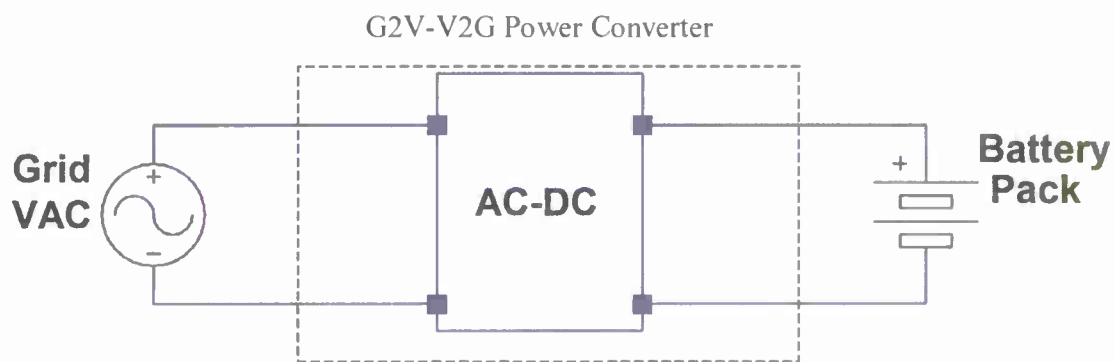 G2V-V2G Power Converter
Grid
VAC
+
−
AC-DC
+
Battery
Pack